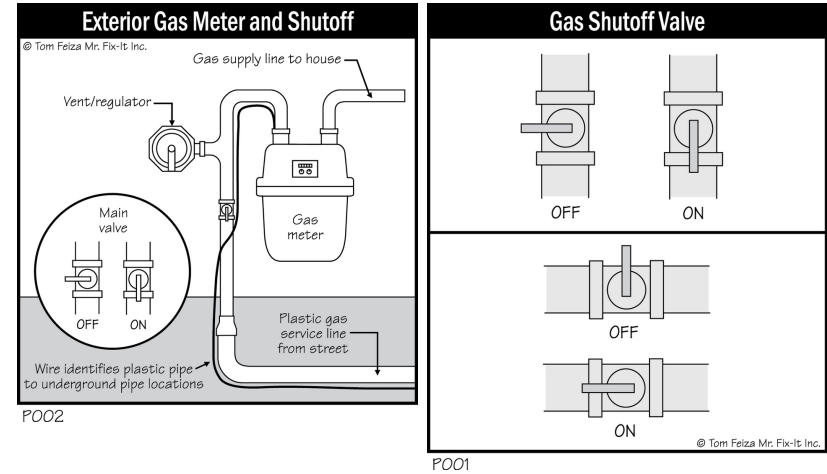 Exterior Gas Meter and Shutoff
© Tom Feiza Mr. Fix-It Inc.
Gas supply line to house
Vent/regulator
Gas
meter
Main
valve
OFF
ON
Plastic gas
service line
from street
Wire identifies plastic pipe
to underground pipe locations
P002
Gas Shutoff Valve
OFF
ON
OFF
ON
© Tom Feiza Mr. Fix-It Inc.
P001